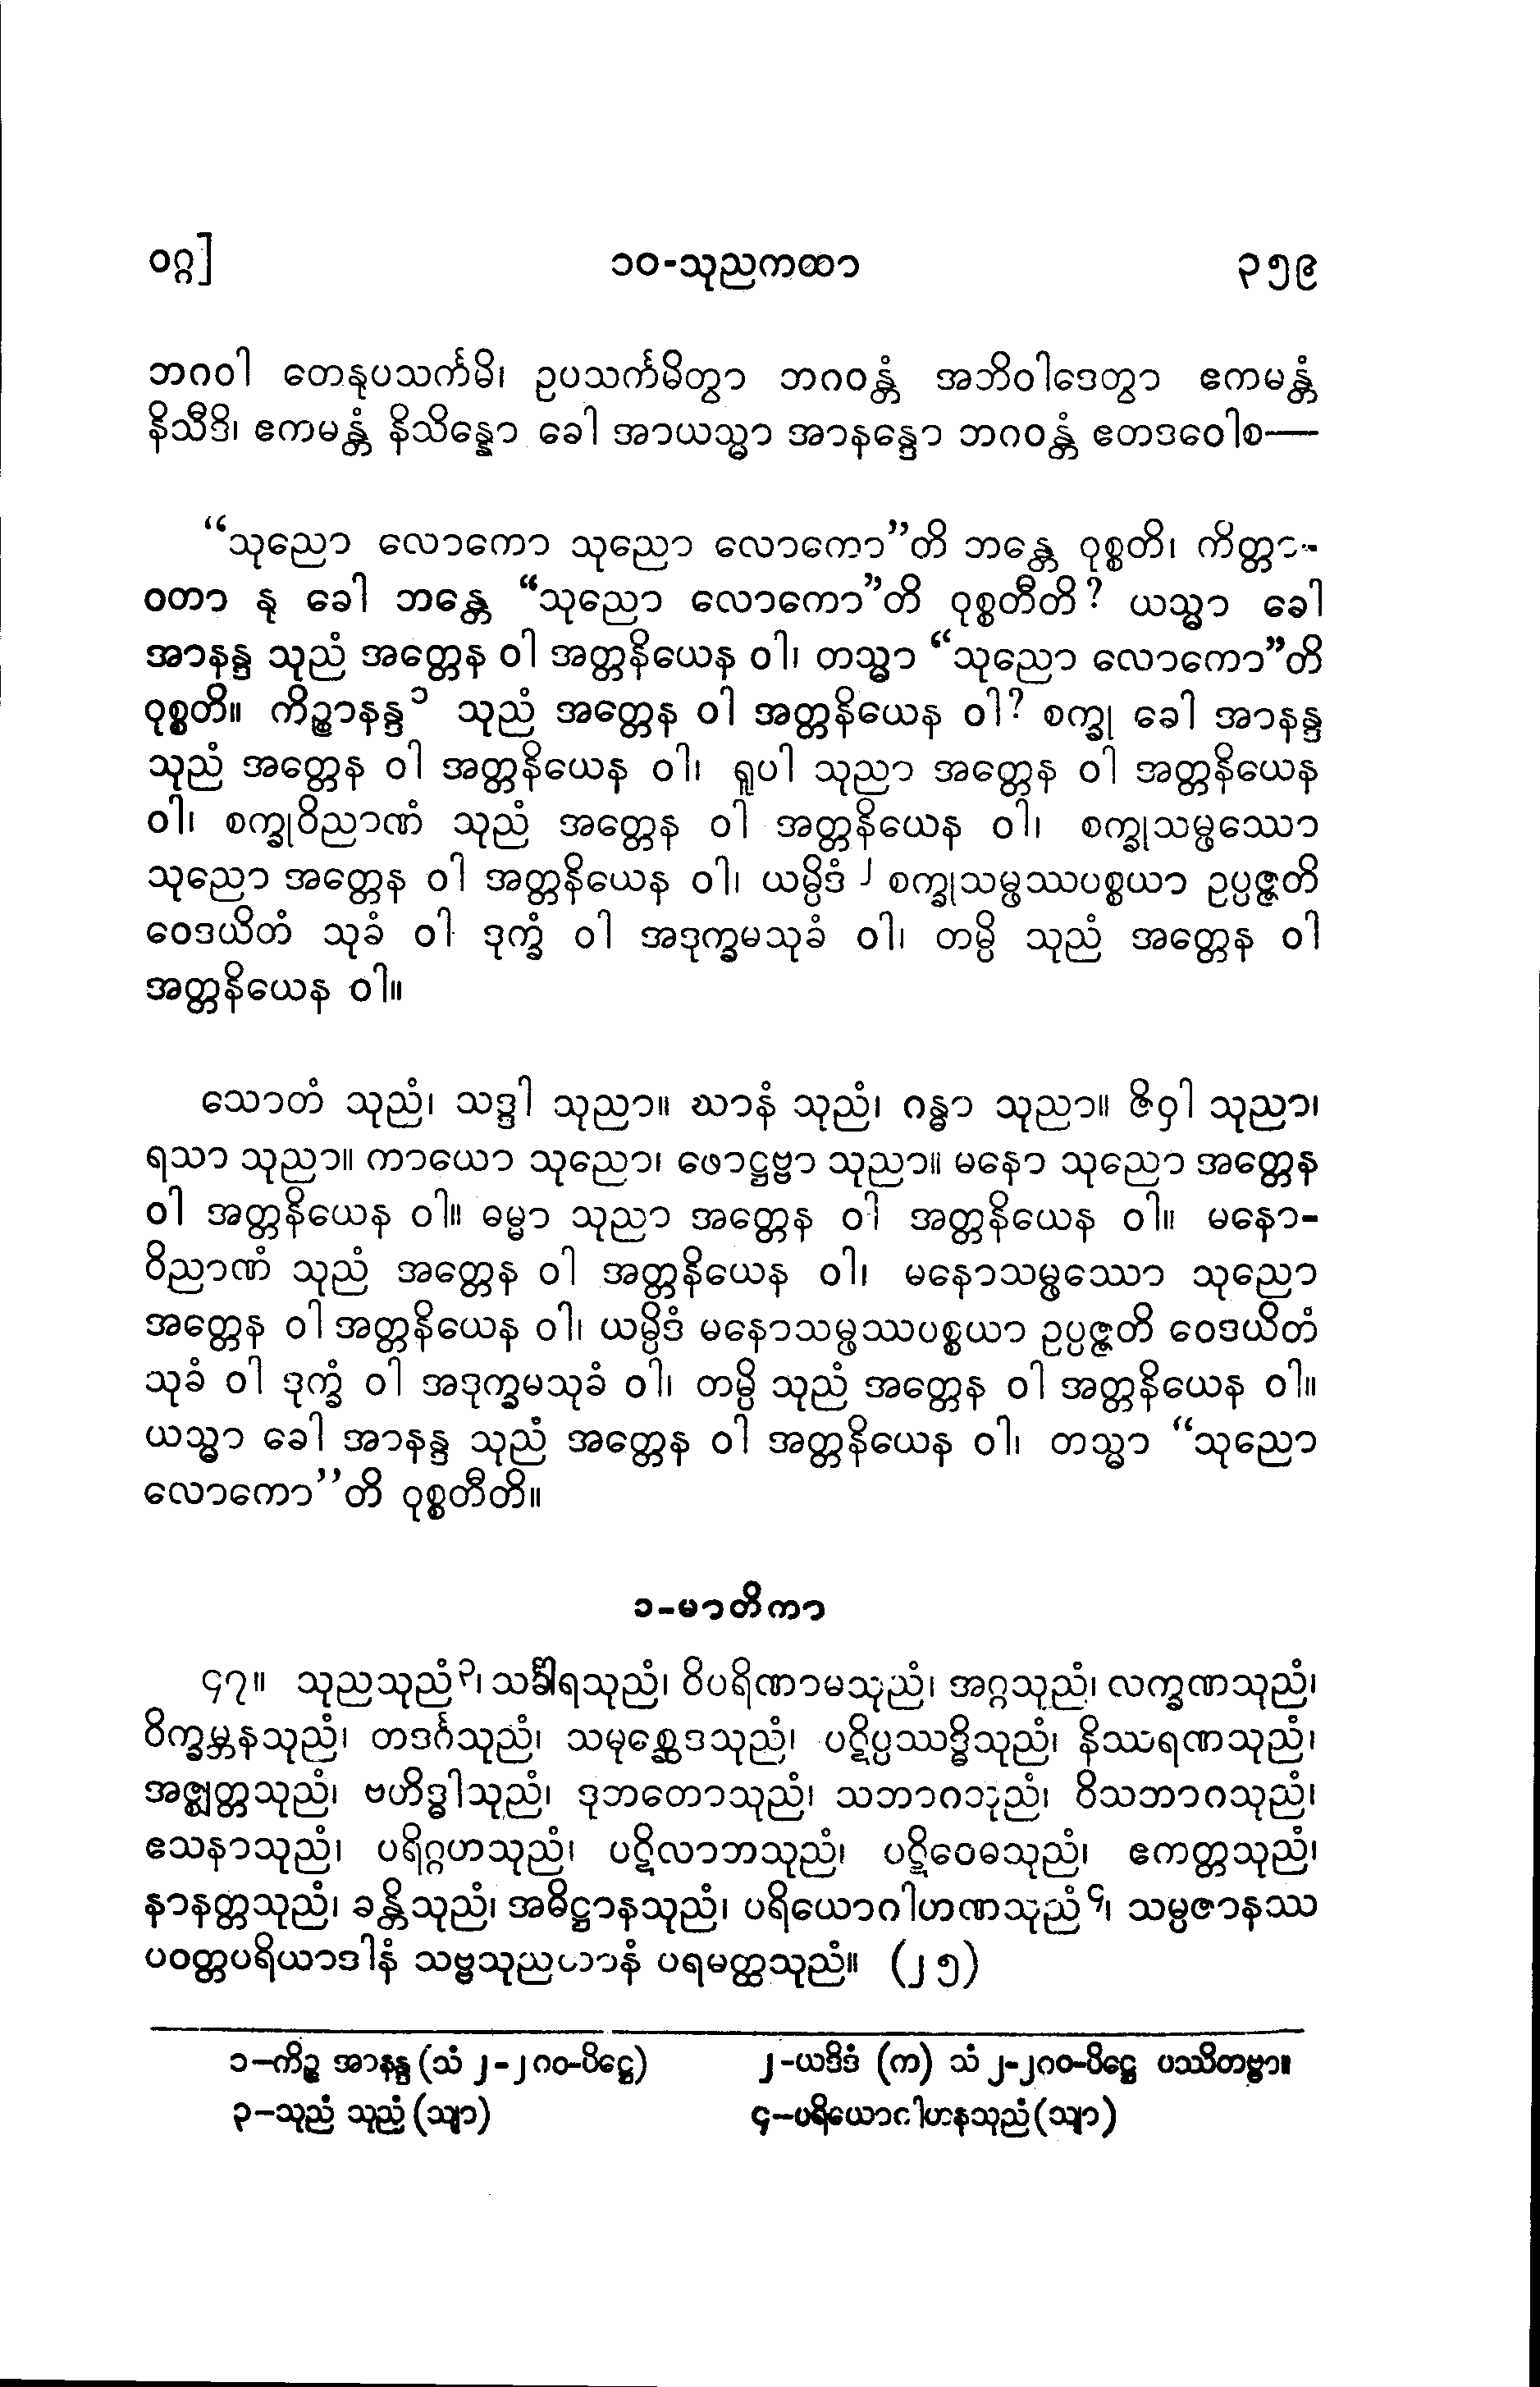 ဝဂ္ဂ]
၁၀-သုညကထာ
၃၅၉
ဘဂဝါ တေနုပသင်္ကမိ၊ ဥပသင်္ကမိတွာ ဘဂဝန္တံ အဘိဝါဒေတွာ ဧကမန္တံ
နိသီဒိ၊ ဧကမန္တံ နိသိန္နော ခေါ အာယသ္မာ အာနန္ဒော ဘဂဝန္တံ ဧတဒဝေါစ—
“သုညော လောကော သုညော လောကော”တိ ဘန္တေ ဝုစ္စတိ၊ ကိတ္တာ-
ဝတာ နု ခေါ ဘန္တေ “သုညော လောကော”တိ ဝုစ္စတီတိ? ယသ္မာ ခေါ
အာနန္ဒ သုညံ အတ္တေန ဝါ အတ္တနိယေန ဝါ၊ တသ္မာ “သုညော လောကော”တိ
ဝုစ္စတိ။ ကိဉ္စာနန္ဒ၁ သုညံ အတ္တေန ဝါ အတ္တနိယေန ဝါ? စက္ခု ခေါ အာနန္ဒ
သုညံ အတ္တေန ဝါ အတ္တနိယေန ဝါ၊ ရူပါ သုညာ အတ္တေန ဝါ အတ္တနိယေန
ဝါ၊ စက္ခုဝိညာဏံ သုညံ အတ္တေန ဝါ အတ္တနိယေန ဝါ၊ စက္ခုသမ္ဖဿော
သုညော အတ္တေန ဝါ အတ္တနိယေန ဝါ၊ ယမ္ပိဒံ ၂ စက္ခုသမ္ဖဿပစ္စယာ ဥပ္ပဇ္ဇတိ
ဝေဒယိတံ သုခံ ဝါ ဒုက္ခံ ဝါ အဒုက္ခမသုခံ ဝါ၊ တမ္ပိ သုညံ အတ္တေန ဝါ
အတ္တနိယေန ဝါ။
သောတံ သုညံ၊ သဒ္ဒါ သုညာ။ ဃာနံ သုညံ၊ ဂန္ဓာ သုညာ။ ဇိဝှါ သုညာ၊
ရသာ သုညာ။ ကာယော သုညော၊ ဖောဋ္ဌဗ္ဗာ သုညာ။ မနော သုညော အတ္တေန
ဝါ အတ္တနိယေန ဝါ။ ဓမ္မာ သုညာ အတ္တေန ဝါ အတ္တနိယေန ဝါ။ မနော-
ဝိညာဏံ သုညံ အတ္တေန ဝါ အတ္တနိယေန ဝါ၊ မနောသမ္ဖဿော သုညော
အတ္တေန ဝါ အတ္တနိယေန ဝါ၊ ယမ္ပိဒံ မနောသမ္ဖဿပစ္စယာ ဥပ္ပဇ္ဇတိ ဝေဒယိတံ
သုခံ ဝါ ဒုက္ခံ ဝါ အဒုက္ခမသုခံ ဝါ၊ တမ္ပိ သုညံ အတ္တေန ဝါ အတ္တနိယေန ဝါ။
ယသ္မာ ခေါ အာနန္ဒ သုညံ အတ္တေန ဝါ အတ္တနိယေန ဝါ၊ တသ္မာ “သုညော
လောကော”တိ ဝုစ္စတီတိ။
၁-မာတိကာ
၄၇။ သုညသုညံ၃၊ သင်္ခါရသုညံ၊ ဝိပရိဏာမသုညံ၊ အဂ္ဂသုညံ၊ လက္ခဏသုညံ၊
ဝိက္ခမ္ဘနသုညံ၊ တဒင်္ဂသုညံ၊ သမုစ္ဆေဒသုညံ၊ ပဋိပ္ပဿဒ္ဓိသုညံ၊ နိဿရဏသုညံ၊
အဇ္ဈတ္တသုညံ၊ ဗဟိဒ္ဓါသုညံ၊ ဒုဘတောသုညံ၊ သဘာဂသုညံ၊ ဝိသဘာဂသုညံ၊
ဧသနာသုညံ၊ ပရိဂ္ဂဟသုညံ၊ ပဋိလာဘသုညံ၊ ပဋိဝေဓသုညံ၊ ဧကတ္တသုညံ၊
နာနတ္တသုညံ၊ ခန္တိသုညံ၊ အဓိဋ္ဌာနသုညံ၊ ပရိယောဂါဟဏသုညံ၄၊ သမ္ပဇာနဿ
ပဝတ္တပရိယာဒါနံ သဗ္ဗသုညတာနံ ပရမတ္ထသုညံ။ (၂၅)
၁—ကိဉ္စ အာနန္ဒ (သံ ၂-၂၈၀-ပိဋ္ဌေ)
၂-ယဒိဒံ (က) သံ ၂-၂၈၀-ပိဋ္ဌေ ပဿိတဗ္ဗာ။
၃—သုညံ သုညံ (သျာ)
၄—ပရိယောဂါဟနသုညံ (သျာ)